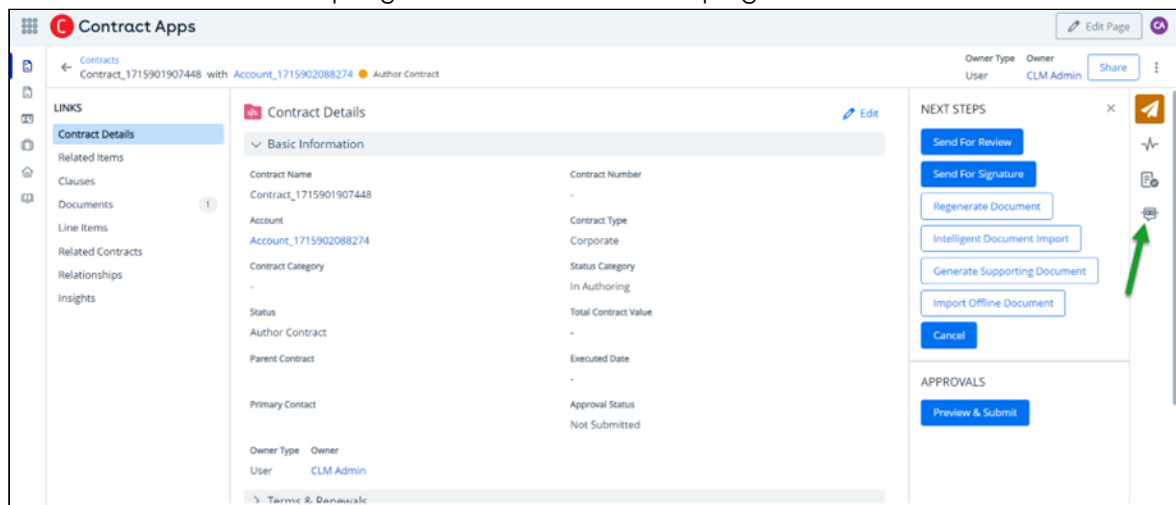 Contract Apps
Edit Page
CA
Contracts
Contract_1715901907448 with Account_1715902088274 Author Contract
Owner Type Owner
User CLM Admin
Share
LINKS
Contract Details
Related Items
Clauses
Documents 1
Line Items
Related Contracts
Relationships
Insights
Contract Details
Edit
Basic Information
Contract Name Contract Number
Contract_1715901907448 -
Account Contract Type
Account_1715902088274 Corporate
Contract Category Status Category
- In Authoring
Status Total Contract Value
Author Contract -
Parent Contract Executed Date
-
Primary Contact Approval Status
Not Submitted
Owner Type Owner
User CLM Admin
Terms & Renewals
NEXT STEPS
Send For Review
Send For Signature
Regenerate Document
Intelligent Document Import
Generate Supporting Document
Import Offline Document
Cancel
APPROVALS
Preview & Submit